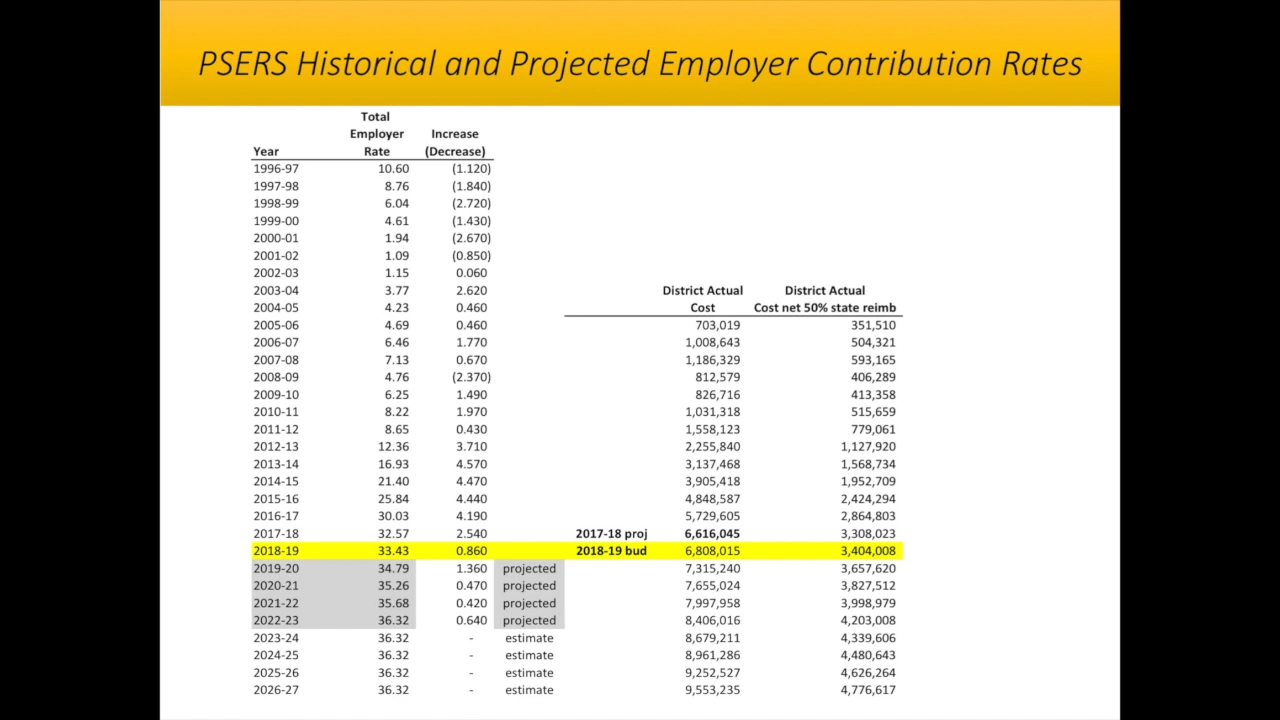 PSERS Historical and Projected Employer Contribution Rates
Total
Employer Increase
Year Rate (Decrease)
1996-97 10.60 (1.120)
1997-98 8.76 (1.840)
1998-99 6.04 (2.720)
1999-00 4.61 (1.430)
2000-01 1.94 (2.670)
2001-02 1.09 (0.850)
2002-03 1.15 0.060
2003-04 3.77 2.620 District Actual District Actual
2004-05 4.23 0.460 Cost Cost net 50% state reimb
2005-06 4.69 0.460 703,019 351,510
2006-07 6.46 1.770 1,008,643 504,321
2007-08 7.13 0.670 1,186,329 593,165
2008-09 4.76 (2.370) 812,579 406,289
2009-10 6.25 1.490 826,716 413,358
2010-11 8.22 1.970 1,031,318 515,659
2011-12 8.65 0.430 1,558,123 779,061
2012-13 12.36 3.710 2,255,840 1,127,920
2013-14 16.93 4.570 3,137,468 1,568,734
2014-15 21.40 4.470 3,905,418 1,952,709
2015-16 25.84 4.440 4,848,587 2,424,294
2016-17 30.03 4.190 5,729,605 2,864,803
2017-18 32.57 2.540 2017-18 proj 6,616,045 3,308,023
2018-19 33.43 0.860 2018-19 bud 6,808,015 3,404,008
2019-20 34.79 1.360 projected 7,315,240 3,657,620
2020-21 35.26 0.470 projected 7,655,024 3,827,512
2021-22 35.68 0.420 projected 7,997,958 3,998,979
2022-23 36.32 0.640 projected 8,406,016 4,203,008
2023-24 36.32 - estimate 8,679,211 4,339,606
2024-25 36.32 - estimate 8,961,286 4,480,643
2025-26 36.32 - estimate 9,252,527 4,626,264
2026-27 36.32 - estimate 9,553,235 4,776,617